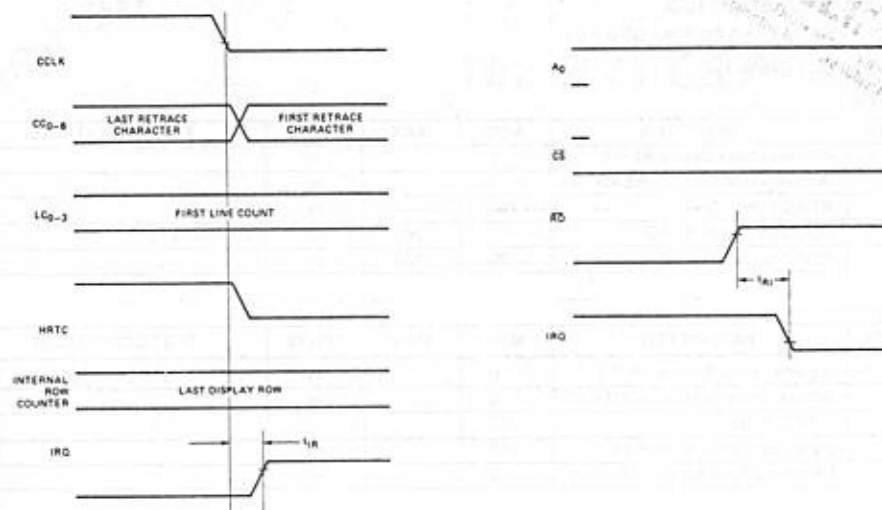 CCLK
CC0–6
LAST RETRACE CHARACTER
FIRST RETRACE CHARACTER
LC0–3
FIRST LINE COUNT
HRTC
INTERNAL ROW COUNTER
LAST DISPLAY ROW
IRQ
tIR
A0
CS
RD
tRI
IRQ